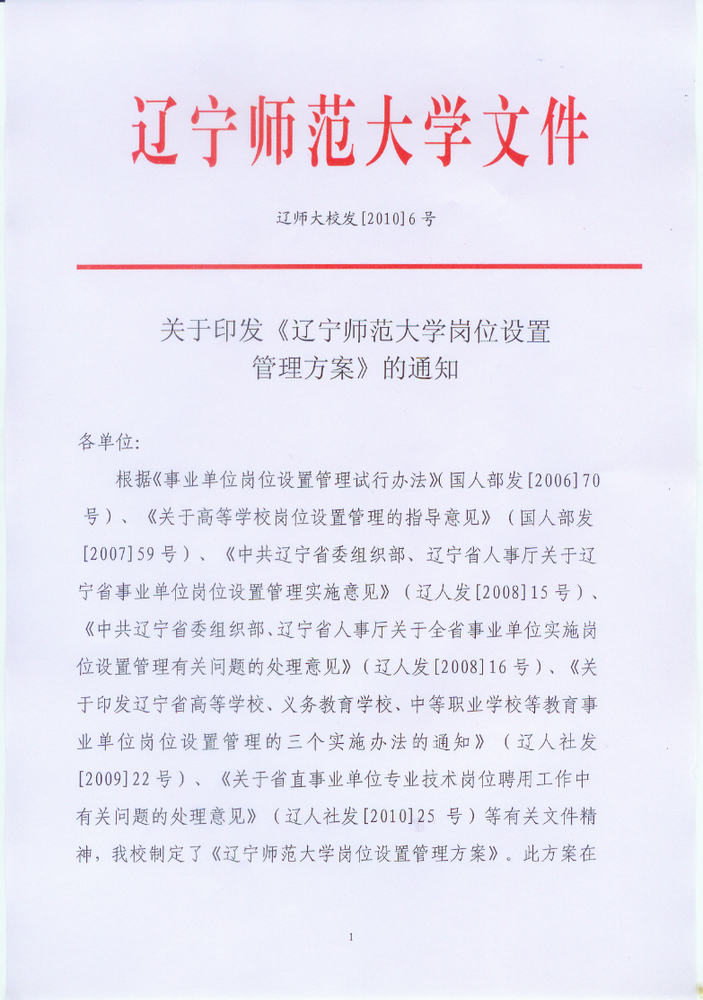 辽宁师范大学文件
辽师大校发[2010]6 号
关于印发《辽宁师范大学岗位设置
管理方案》的通知
各单位:
根据《事业单位岗位设置管理试行办法》(国人部发[2006]70
号)、《关于高等学校岗位设置管理的指导意见》(国人部发
[2007]59 号)、《中共辽宁省委组织部、辽宁省人事厅关于辽
宁省事业单位岗位设置管理实施意见》(辽人发[2008]15 号)、
《中共辽宁省委组织部、辽宁省人事厅关于全省事业单位实施岗
位设置管理有关问题的处理意见》(辽人发[2008]16 号)、《关
于印发辽宁省高等学校、义务教育学校、中等职业学校等教育事
业单位岗位设置管理的三个实施办法的通知》(辽人社发
[2009]22 号)、《关于省直事业单位专业技术岗位聘用工作中
有关问题的处理意见》(辽人社发[2010]25 号)等有关文件精
神,我校制定了《辽宁师范大学岗位设置管理方案》。此方案在
1